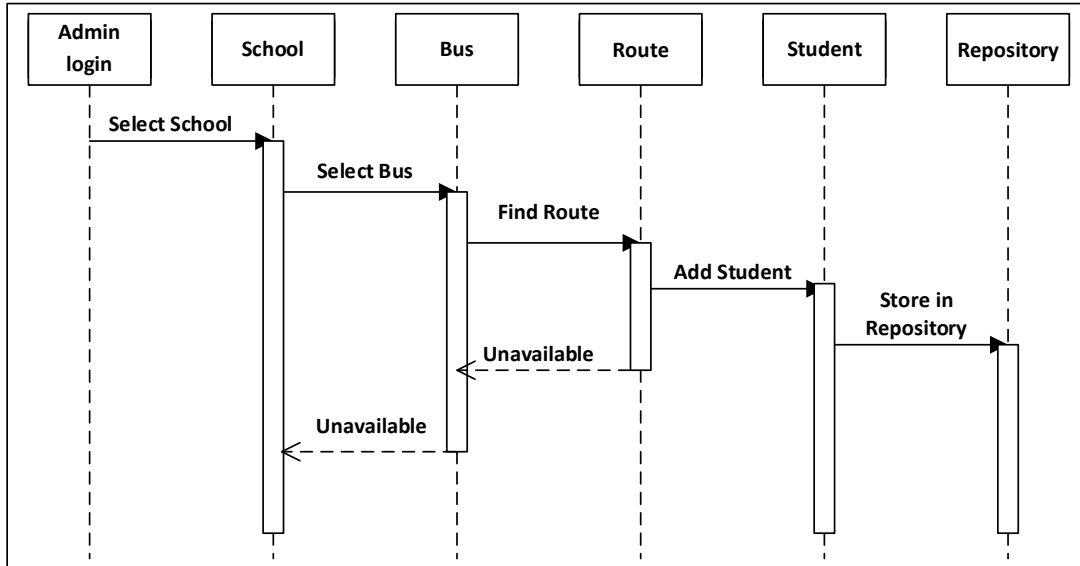 Admin
login
School
Bus
Route
Student
Repository
Select School
Select Bus
Find Route
Add Student
Store in
Repository
Unavailable
Unavailable